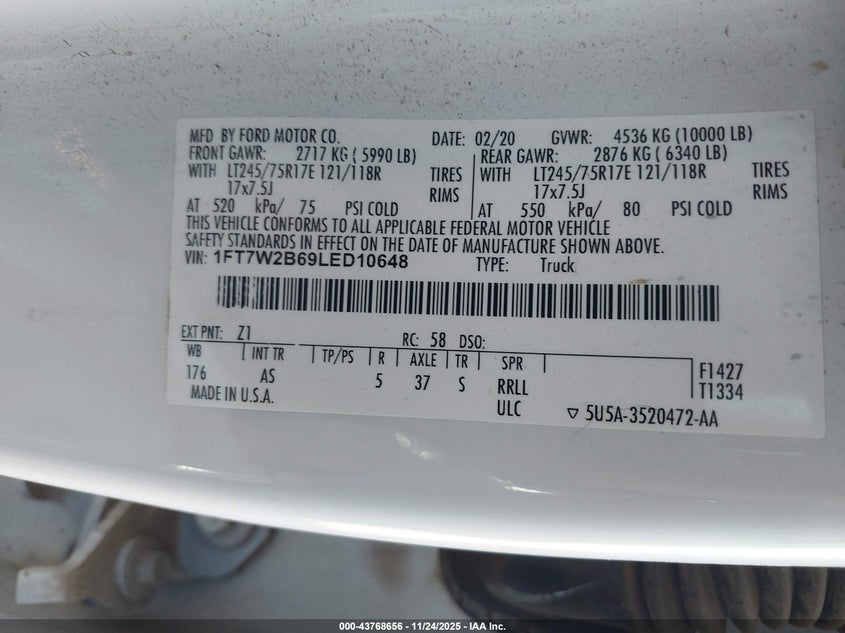 MFD BY FORD MOTOR CO. DATE: 02/20 GVWR: 4536 KG (10000 LB)
FRONT GAWR: 2717 KG ( 5990 LB) REAR GAWR: 2876 KG ( 6340 LB)
WITH LT245/75R17E 121/118R TIRES WITH LT245/75R17E 121/118R TIRES
17x7.5J RIMS 17x7.5J RIMS
AT 520 kPa/ 75 PSI COLD AT 550 kPa/ 80 PSI COLD
THIS VEHICLE CONFORMS TO ALL APPLICABLE FEDERAL MOTOR VEHICLE
SAFETY STANDARDS IN EFFECT ON THE DATE OF MANUFACTURE SHOWN ABOVE.
VIN: 1FT7W2B69LED10648 TYPE: Truck
EXT PNT: Z1 RC: 58 DSO:
WB INT TR TP/PS R AXLE TR SPR F1427
176 AS 5 37 S RRLL T1334
MADE IN U.S.A. ULC ▽ 5U5A-3520472-AA
000-43768656 - 11/24/2025 - IAA Inc.